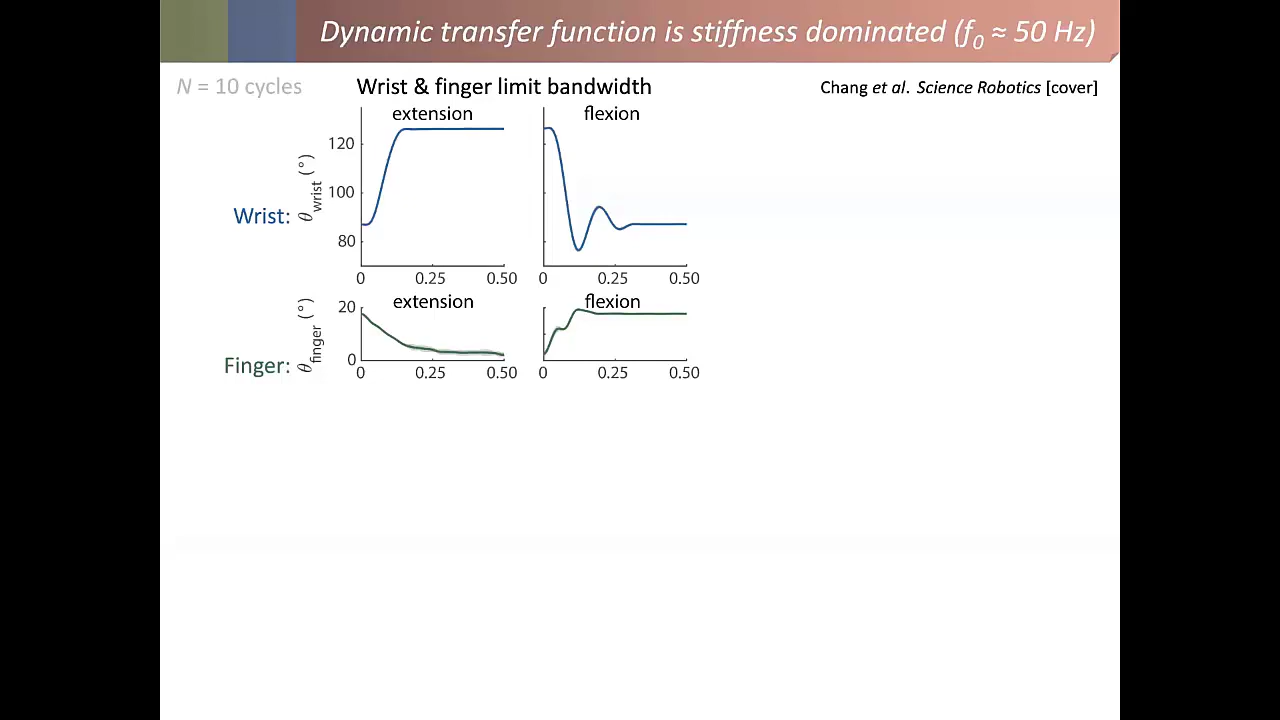 Dynamic transfer function is stiffness dominated (f₀ ≈ 50 Hz)
N = 10 cycles
Wrist & finger limit bandwidth
Chang et al. Science Robotics [cover]
extension
flexion
120
100
80
θwrist (°)
Wrist:
0 0.25 0.50
0 0.25 0.50
extension
flexion
20
0
θfinger (°)
Finger:
0 0.25 0.50
0 0.25 0.50